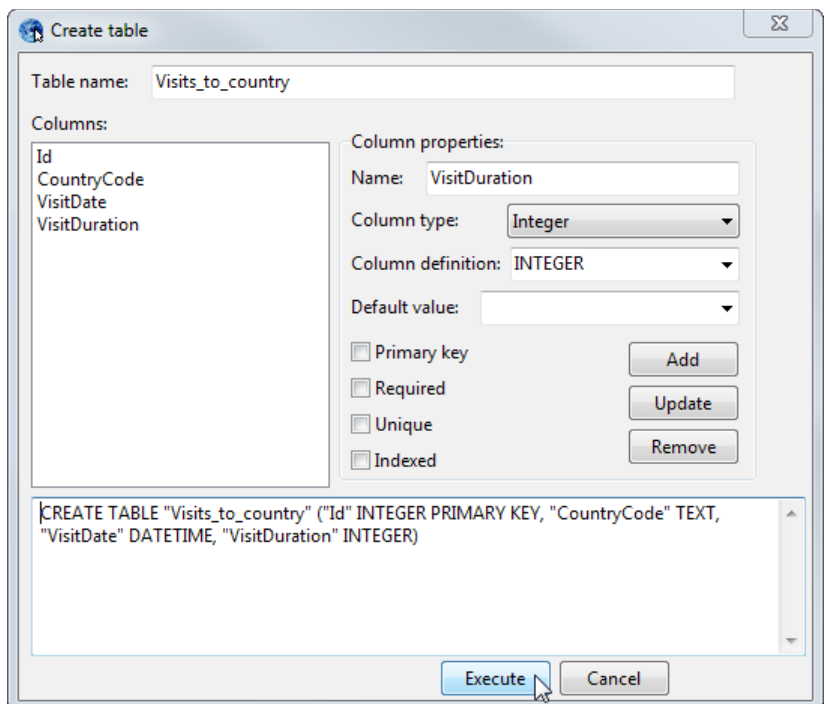 Create table
Table name: Visits_to_country
Columns:
Id
CountryCode
VisitDate
VisitDuration
Column properties:
Name: VisitDuration
Column type: Integer
Column definition: INTEGER
Default value:
Primary key
Required
Unique
Indexed
Add
Update
Remove
CREATE TABLE "Visits_to_country" ("Id" INTEGER PRIMARY KEY, "CountryCode" TEXT,
"VisitDate" DATETIME, "VisitDuration" INTEGER)
Execute Cancel